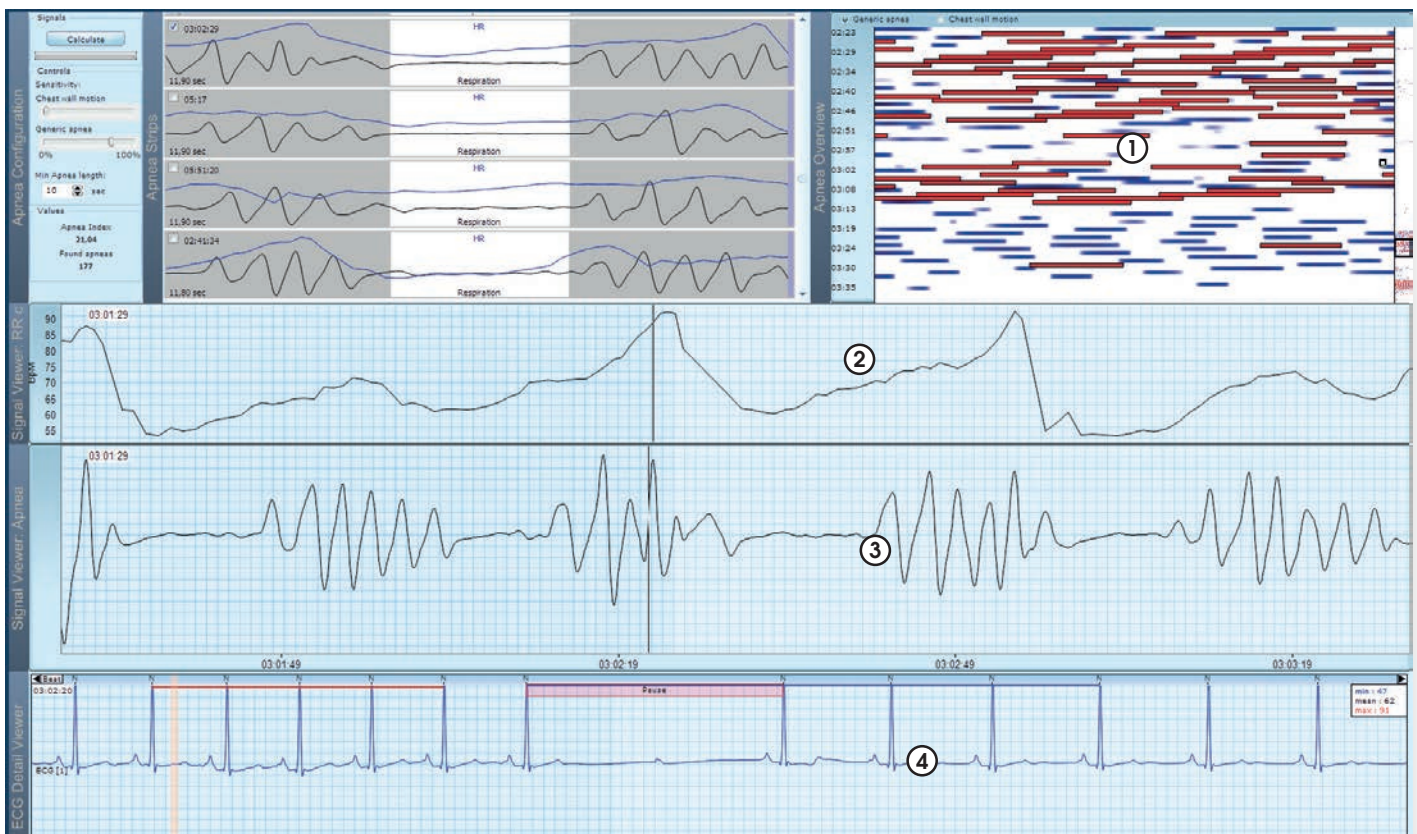 Apnea Configuration
Signals
Calculate
Controls
Sensitivity:
Chest wall motion
Generic apnea
0% 100%
Min Apnea length:
10 sec
Values
Apnea Index
21,04
Found apneas
177
Apnea Strips
03:02:29
HR
11,90 sec
Respiration
05:17
HR
11,90 sec
Respiration
05:51:20
HR
11,90 sec
Respiration
02:41:34
HR
11,80 sec
Respiration
Apnea Overview
Generic apnea Chest wall motion
02:23
02:29
02:34
02:40
02:46
02:51
02:57
03:02
03:08
03:13
03:19
03:24
03:30
03:35
1
Signal Viewer: RR c
BpM
90
85
80
75
70
65
60
55
03:01:29
2
Signal Viewer: Apnea
03:01:29
3
03:01:49 03:02:19 03:02:49 03:03:19
ECG Detail Viewer
Beat N N N N N N N N N N N N
03:02:20
Pause
min : 47
mean : 62
max : 91
ECG [1]
4